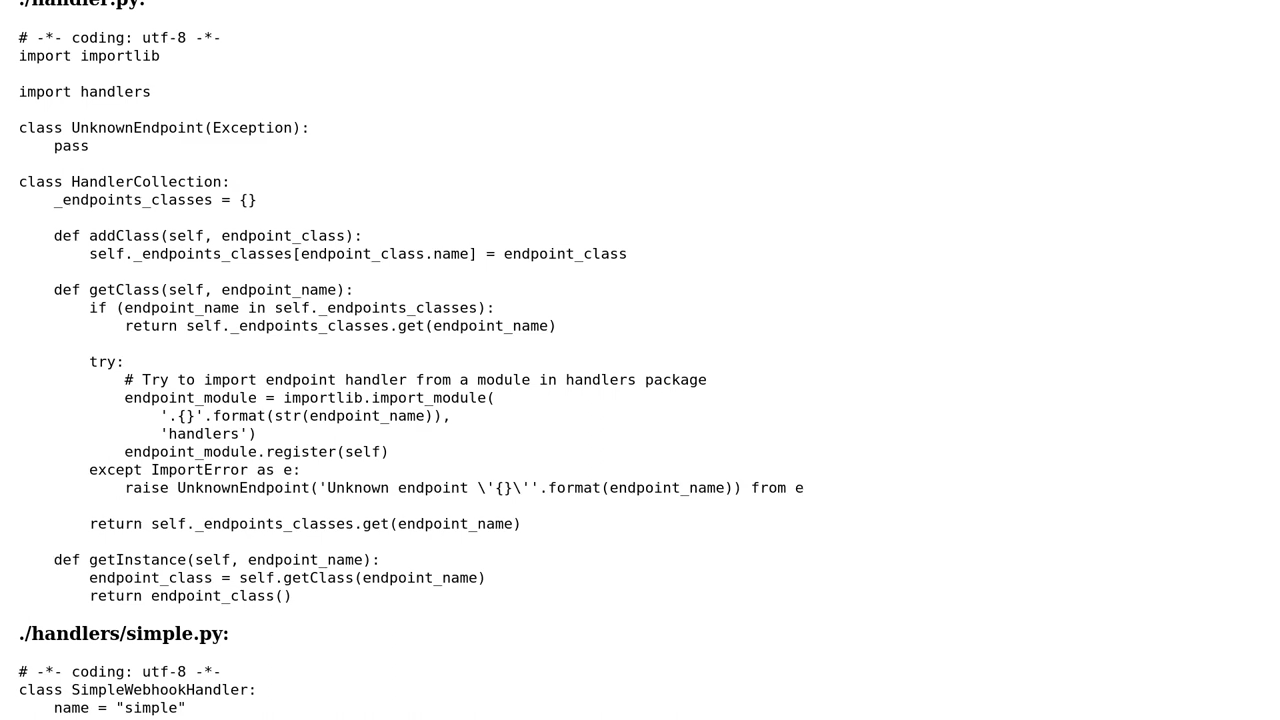 ./handler.py:
# -*- coding: utf-8 -*-
import importlib
import handlers
class UnknownEndpoint(Exception):
    pass
class HandlerCollection:
    _endpoints_classes = {}
    def addClass(self, endpoint_class):
        self._endpoints_classes[endpoint_class.name] = endpoint_class
    def getClass(self, endpoint_name):
        if (endpoint_name in self._endpoints_classes):
            return self._endpoints_classes.get(endpoint_name)
        try:
            # Try to import endpoint handler from a module in handlers package
            endpoint_module = importlib.import_module(
                '.{}'.format(str(endpoint_name)),
                'handlers')
            endpoint_module.register(self)
        except ImportError as e:
            raise UnknownEndpoint('Unknown endpoint \'{}\''.format(endpoint_name)) from e
        return self._endpoints_classes.get(endpoint_name)
    def getInstance(self, endpoint_name):
        endpoint_class = self.getClass(endpoint_name)
        return endpoint_class()
./handlers/simple.py:
# -*- coding: utf-8 -*-
class SimpleWebhookHandler:
    name = "simple"